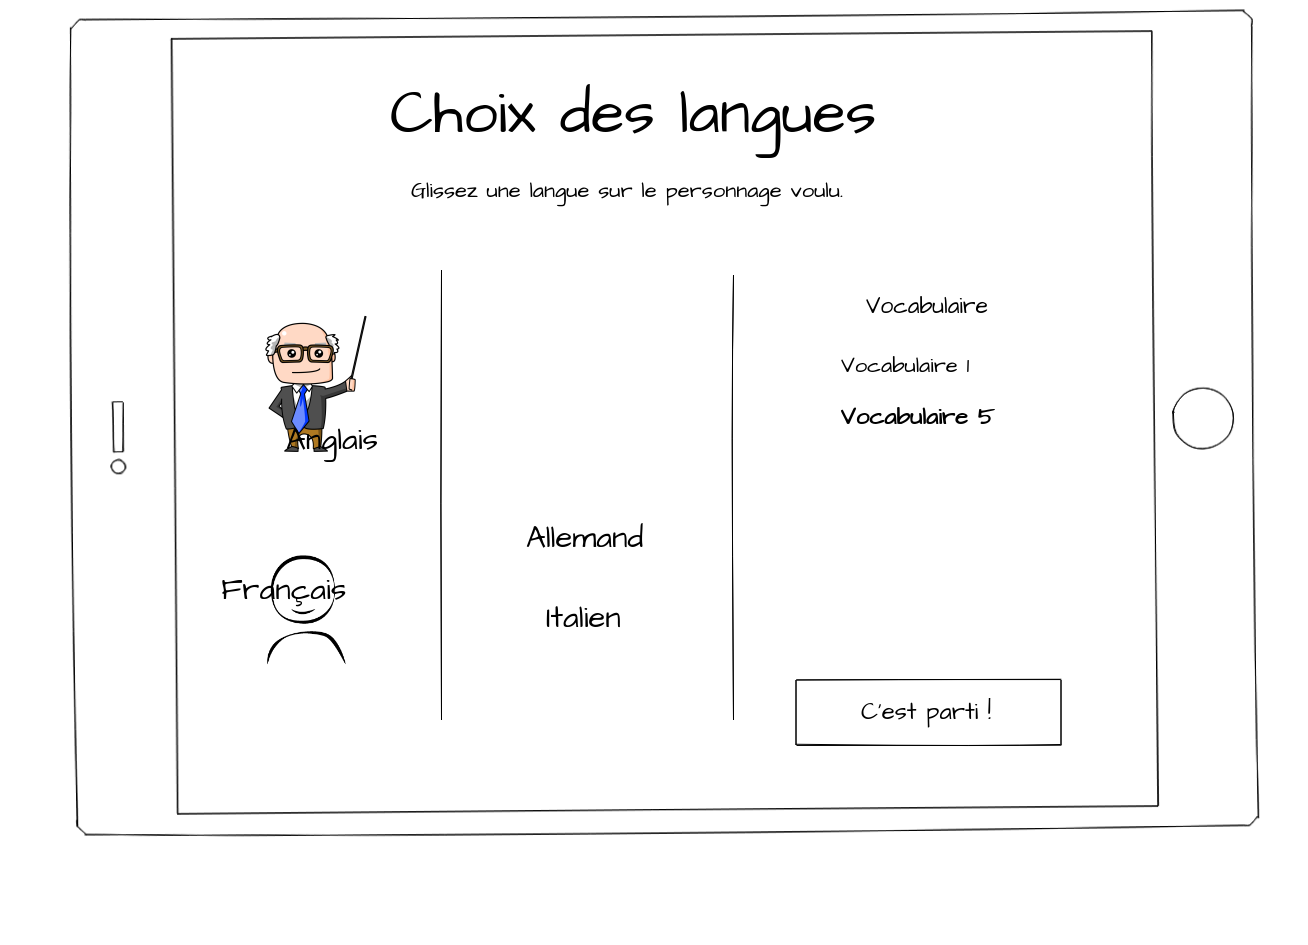 Choix des langues
Glissez une langue sur le personnage voulu.
Anglais
Français
Allemand
Italien
Vocabulaire
Vocabulaire 1
Vocabulaire 5
C'est parti !